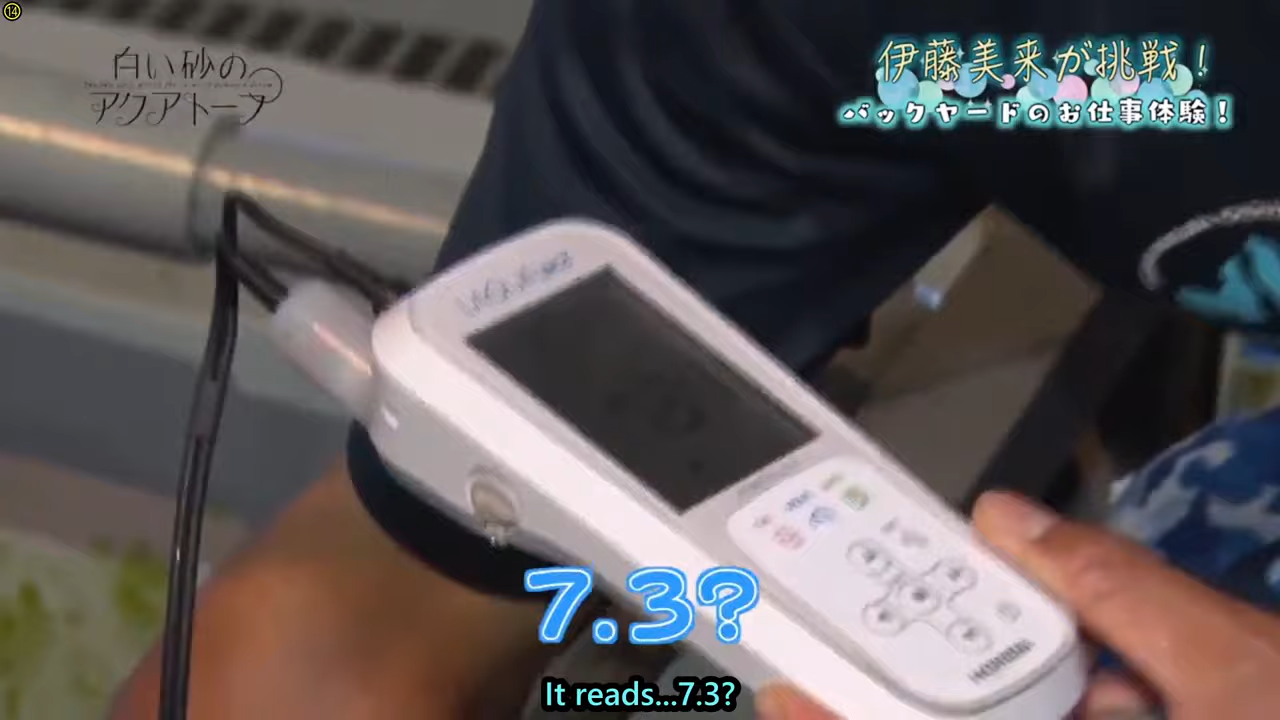 ⑭
白い砂の
アクアトープ
伊藤美来が挑戦！
バックヤードのお仕事体験！
HORIBA
7.3?
It reads...7.3?